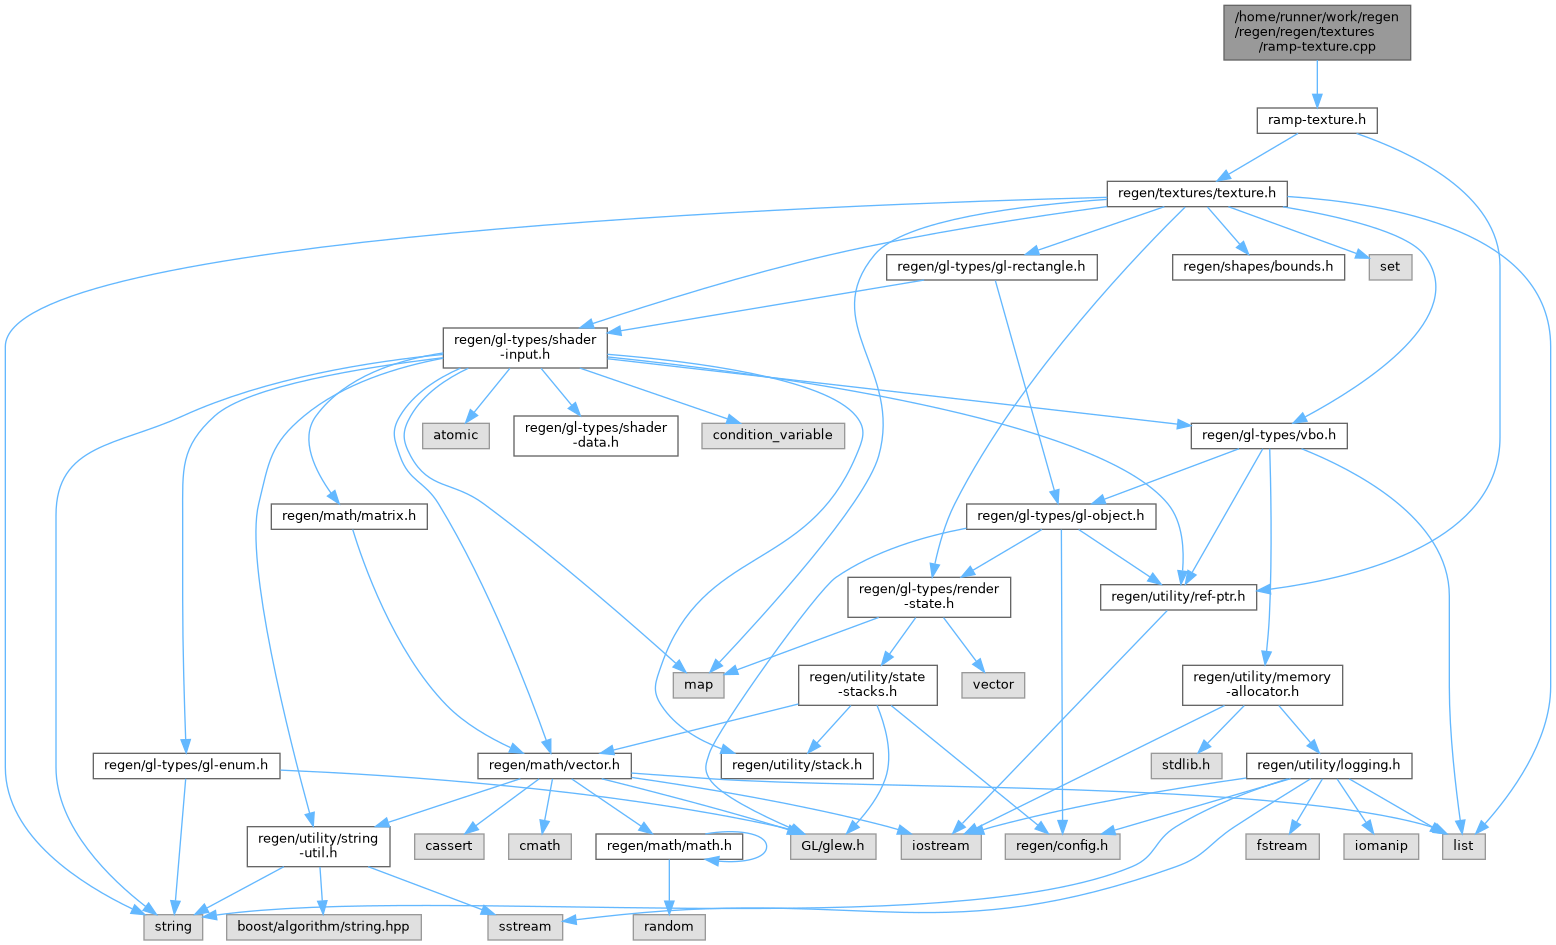 /home/runner/work/regen
/regen/regen/textures
/ramp-texture.cpp
ramp-texture.h
regen/textures/texture.h
regen/gl-types/gl-rectangle.h
regen/shapes/bounds.h
set
regen/gl-types/shader
-input.h
atomic
regen/gl-types/shader
-data.h
condition_variable
regen/gl-types/vbo.h
regen/math/matrix.h
regen/gl-types/gl-object.h
regen/gl-types/render
-state.h
regen/utility/ref-ptr.h
map
regen/utility/state
-stacks.h
vector
regen/utility/memory
-allocator.h
regen/gl-types/gl-enum.h
regen/math/vector.h
regen/utility/stack.h
stdlib.h
regen/utility/logging.h
regen/utility/string
-util.h
cassert
cmath
regen/math/math.h
GL/glew.h
iostream
regen/config.h
fstream
iomanip
list
string
boost/algorithm/string.hpp
sstream
random